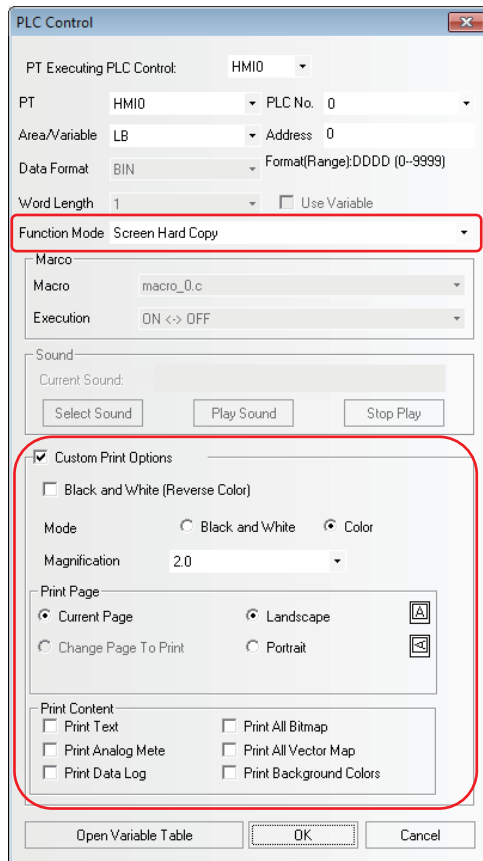 PLC Control
PT Executing PLC Control: HMI0
PT HMI0 PLC No. 0
Area/Variable LB Address 0
Data Format BIN Format(Range):DDDD (0--9999)
Word Length 1 Use Variable
Function Mode Screen Hard Copy
Marco
Macro macro_0.c
Execution ON <-> OFF
Sound
Current Sound:
Select Sound Play Sound Stop Play
Custom Print Options
Black and White (Reverse Color)
Mode Black and White Color
Magnification 2.0
Print Page
Current Page Landscape A
Change Page To Print Portrait A
Print Content
Print Text Print All Bitmap
Print Analog Mete Print All Vector Map
Print Data Log Print Background Colors
Open Variable Table OK Cancel